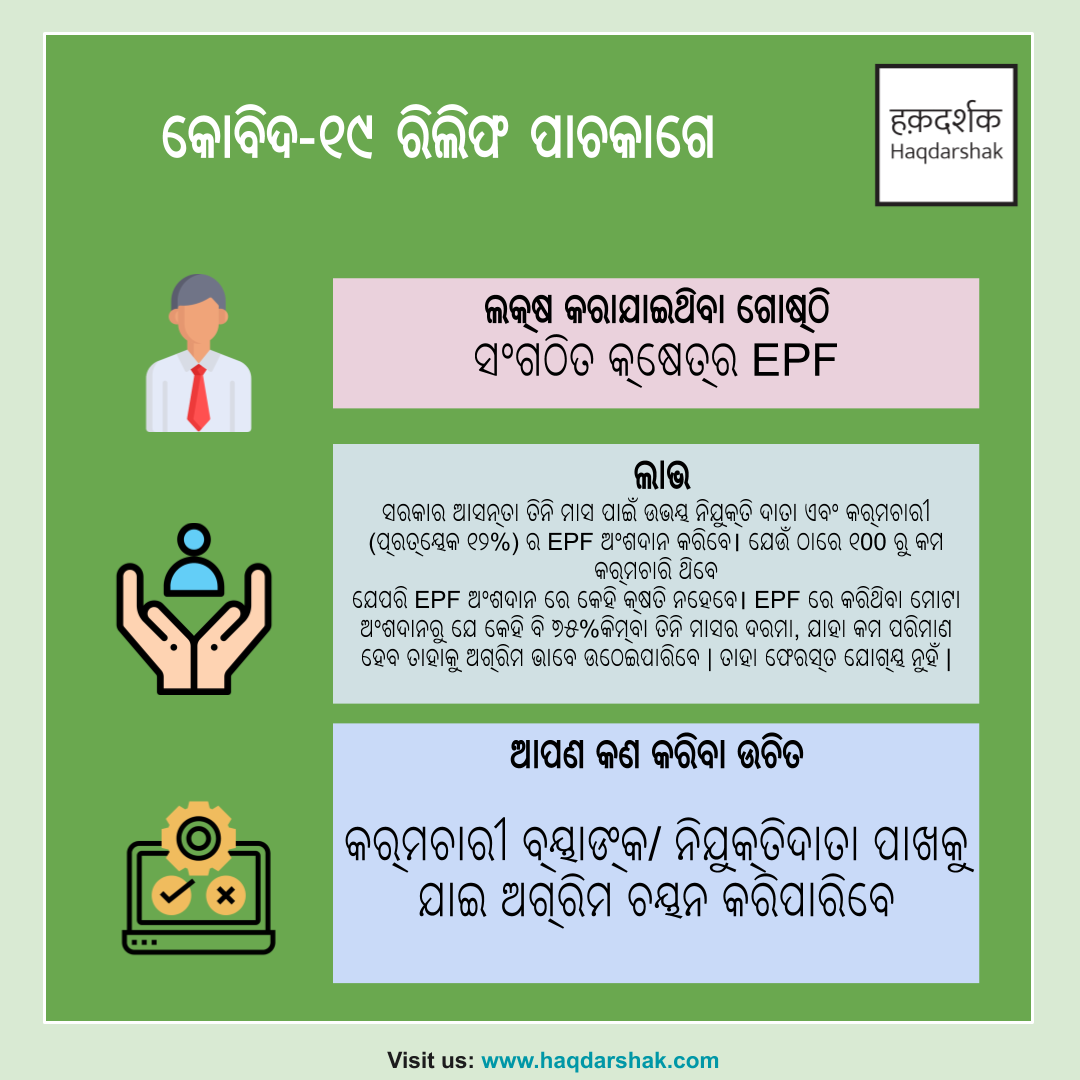 କୋବିଦ-୧୯ ରିଲିଫ ପାଚକାଗେ
हक़दर्शक
Haqdarshak
ଲକ୍‌ଷ କରାଯାଇଥିବା ଗୋଷ୍‌ଠି
ସଂଗଠିତ କ୍‌ଷେତ୍‌ର EPF
ଲାଭ
ସରକାର ଆସନ୍‌ତା ତିନି ମାସ ପାଇଁ ଉଭୟ ନିଯୁକ୍‌ତି ଦାତା ଏବଂ କର୍‌ମଚାରୀ
(ପ୍‌ରତ୍‌ୟେକ ୧୨%) ର EPF ଅଂଶଦାନ କରିବେ। ଯେଉଁ ଠାରେ ୧00 ରୁ କମ
କର୍‌ମଚାରି ଥିବେ
ଯେପରି EPF ଅଂଶଦାନ ରେ କେହି କ୍‌ଷତି ନହେବେ। EPF ରେ କରିଥିବା ମୋଟା
ଅଂଶଦାନରୁ ଯେ କେହି ବି ୭୫%କିମ୍‌ବା ତିନି ମାସର ଦରମା, ଯାହା କମ ପରିମାଣ
ହେବ ତାହାକୁ ଅଗ୍‌ରିମ ଭାବେ ଉଠେଇପାରିବେ | ତାହା ଫେରସ୍‌ତ ଯୋଗ୍‌ୟ ନୁହଁ |
ଆପଣ କଣ କରିବା ଉଚିତ
କର୍‌ମଚାରୀ ବ୍‌ୟାଙ୍‌କ/ ନିଯୁକ୍‌ତିଦାତା ପାଖକୁ
ଯାଇ ଅଗ୍‌ରିମ ଚୟନ କରିପାରିବେ
Visit us: www.haqdarshak.com